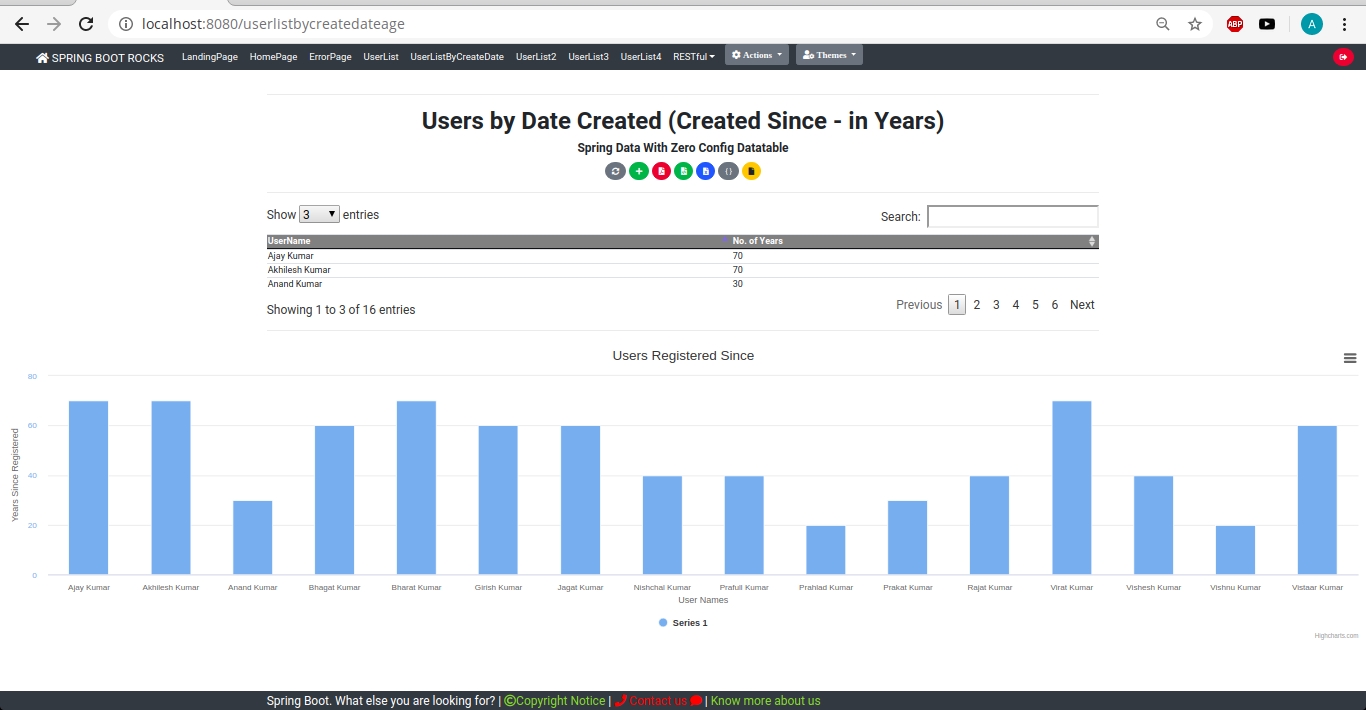 localhost:8080/userlistbycreatedateage
ABP
A
SPRING BOOT ROCKS LandingPage HomePage ErrorPage UserList UserListByCreateDate UserList2 UserList3 UserList4 RESTful Actions Themes
Users by Date Created (Created Since - in Years)
Spring Data With Zero Config Datatable
Show 3 entries
Search:
UserName No. of Years
Ajay Kumar 70
Akhilesh Kumar 70
Anand Kumar 30
Showing 1 to 3 of 16 entries
Previous 1 2 3 4 5 6 Next
Users Registered Since
Years Since Registered
80
60
40
20
0
Ajay Kumar Akhilesh Kumar Anand Kumar Bhagat Kumar Bharat Kumar Girish Kumar Jagat Kumar Nishchal Kumar Prafull Kumar Prahlad Kumar Prakat Kumar Rajat Kumar Virat Kumar Vishesh Kumar Vishnu Kumar Vistaar Kumar
User Names
Series 1
Highcharts.com
Spring Boot. What else you are looking for? | ©Copyright Notice | Contact us | Know more about us